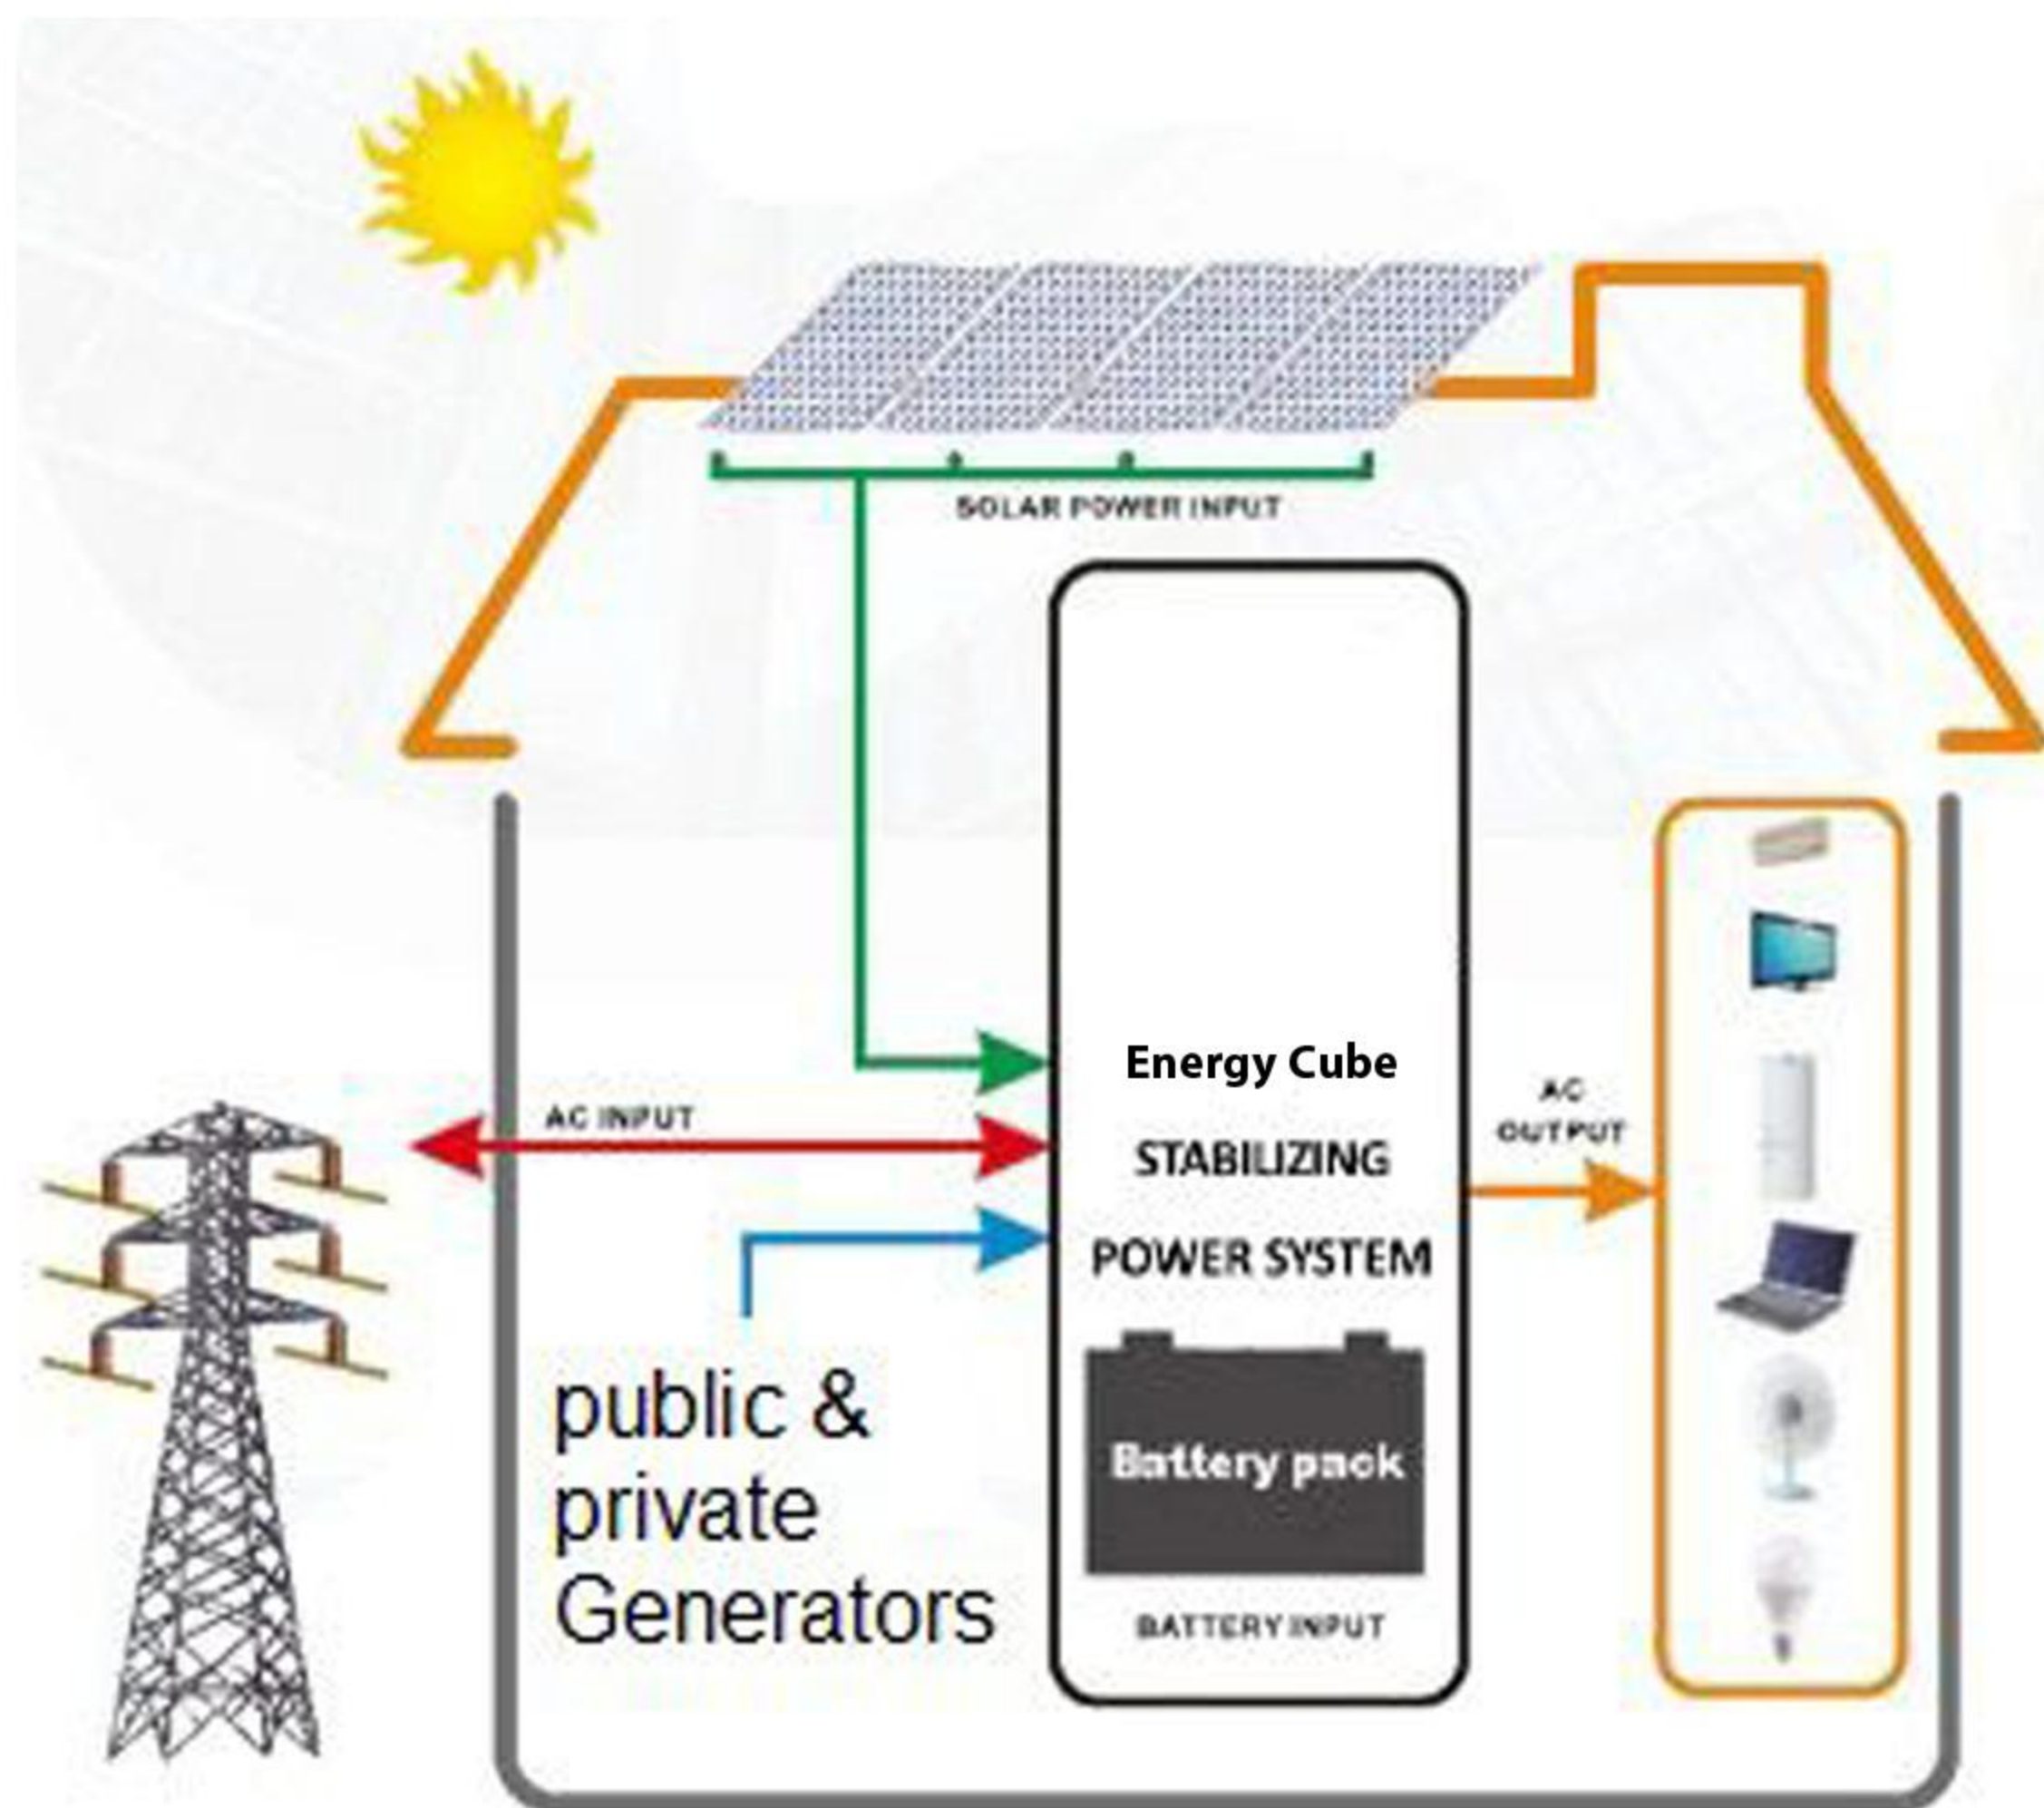 SOLAR POWER INPUT
Energy Cube
AC INPUT
STABILIZING
POWER SYSTEM
AC
OUTPUT
public &
private
Generators
Battery pack
BATTERY INPUT